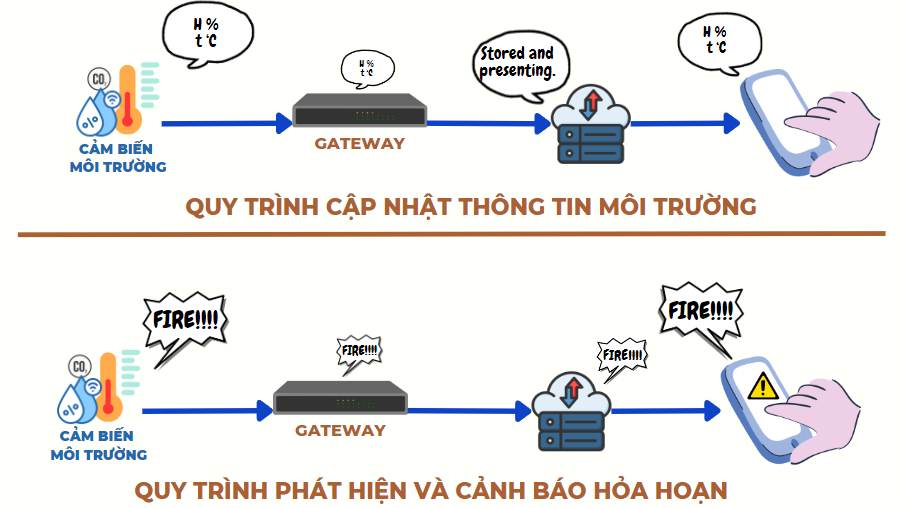 H %
t °C
H %
t °C
Stored and
presenting.
H %
t °C
CO₂
%
CẢM BIẾN
MÔI TRƯỜNG
GATEWAY
QUY TRÌNH CẬP NHẬT THÔNG TIN MÔI TRƯỜNG
FIRE!!!!
FIRE!!!!
FIRE!!!!
FIRE!!!!
CO₂
%
CẢM BIẾN
MÔI TRƯỜNG
GATEWAY
QUY TRÌNH PHÁT HIỆN VÀ CẢNH BÁO HỎA HOẠN